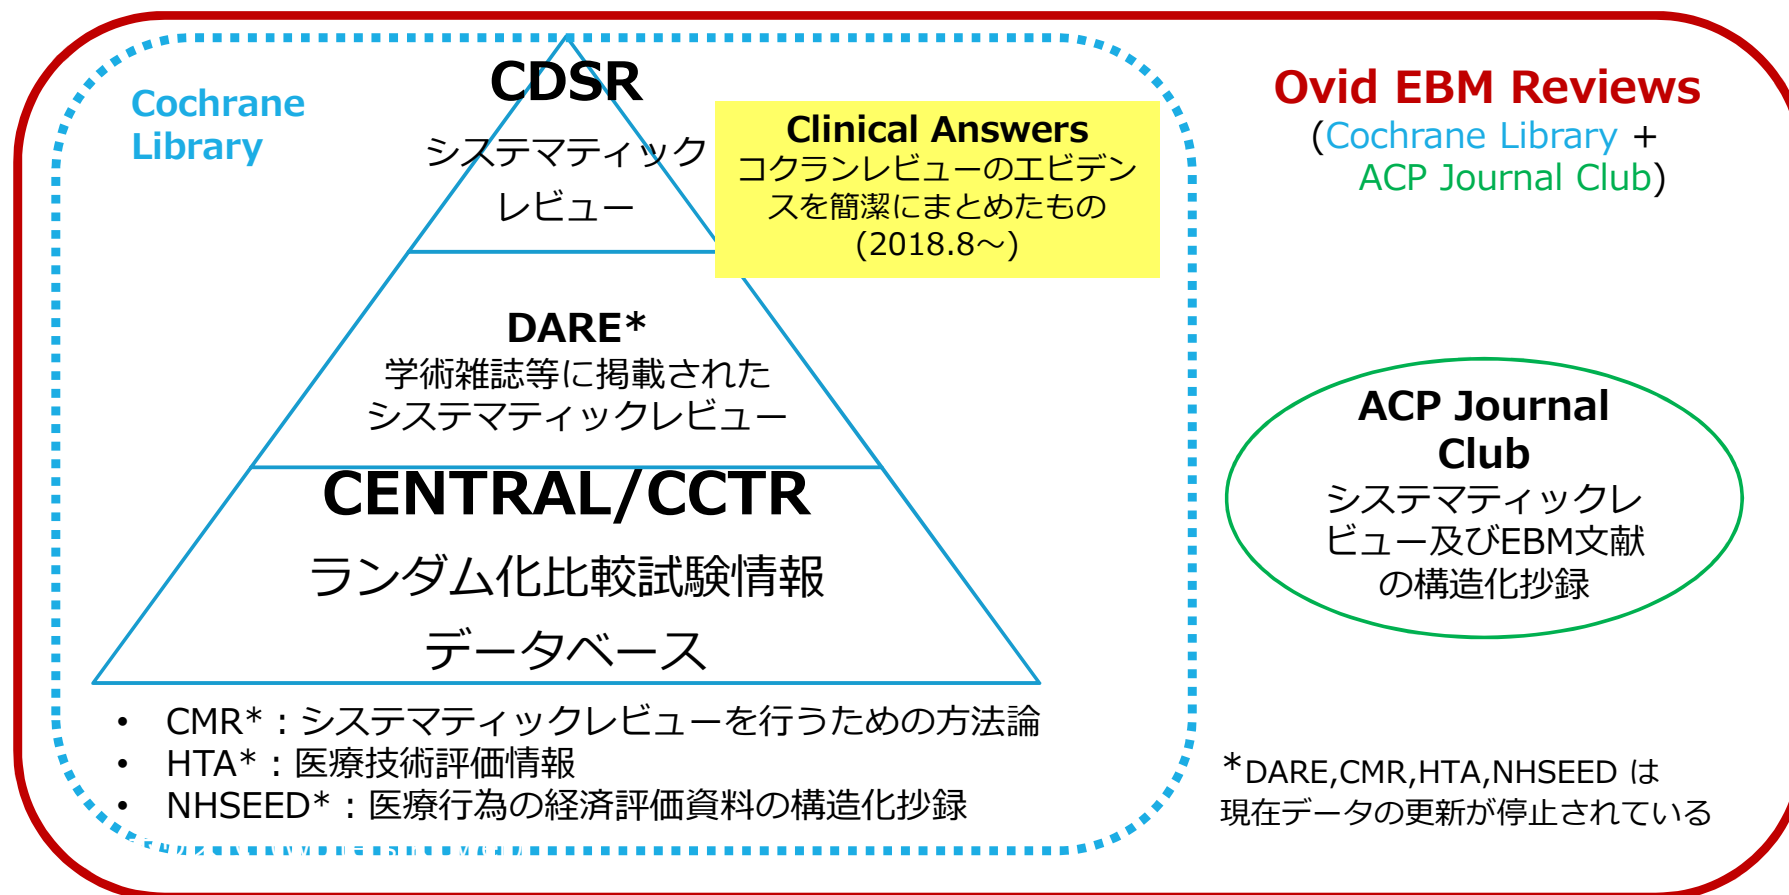 Cochrane
Library
CDSR
システマティック
レビュー
Clinical Answers
コクランレビューのエビデン
スを簡潔にまとめたもの
(2018.8～)
DARE*
学術雑誌等に掲載された
システマティックレビュー
CENTRAL/CCTR
ランダム化比較試験情報
データベース
• CMR*：システマティックレビューを行うための方法論
• HTA*：医療技術評価情報
• NHSEED*：医療行為の経済評価資料の構造化抄録
Ovid EBM Reviews
(Cochrane Library +
ACP Journal Club)
ACP Journal
Club
システマティックレ
ビュー及びEBM文献
の構造化抄録
*DARE,CMR,HTA,NHSEED は
現在データの更新が停止されている